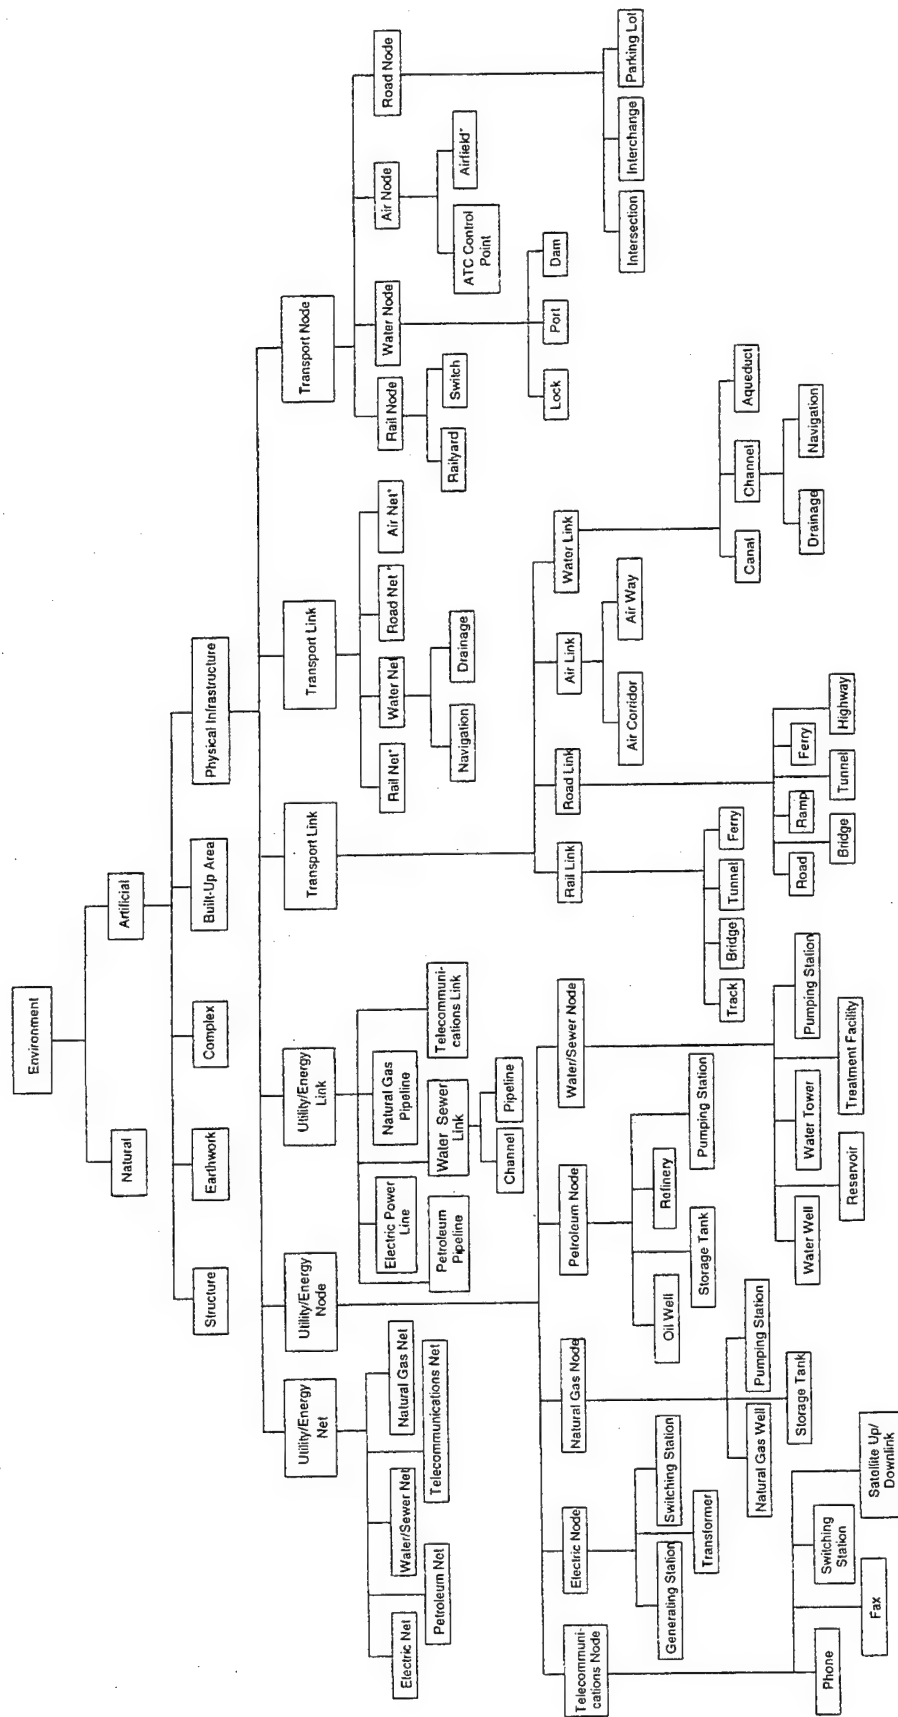 Environment
Natural
Artificial
Structure
Earthwork
Complex
Built-Up Area
Physical Infrastructure
Utility/Energy
Net
Utility/Energy
Node
Utility/Energy
Link
Transport Link
Transport Link
Transport Node
Electric Net
Petroleum Net
Water/Sewer Net
Telecommunications Net
Natural Gas Net
Petroleum
Pipeline
Electric Power
Line
Water Sewer
Link
Natural Gas
Pipeline
Telecommuni-
cations Link
Channel
Pipeline
Rail Net*
Water Net
Road Net *
Air Net*
Navigation
Drainage
Rail Node
Water Node
Air Node
Road Node
Railyard
Switch
Lock
Port
Dam
ATC Control
Point
Airfield*
Intersection
Interchange
Parking Lot
Telecommuni-
cations Node
Electric Node
Natural Gas Node
Petroleum Node
Water/Sewer Node
Rail Link
Road Link
Air Link
Water Link
Phone
Fax
Switching
Station
Satellite Up/
Downlink
Generating Station
Transformer
Switching Station
Natural Gas Well
Storage Tank
Pumping Station
Oil Well
Storage Tank
Refinery
Pumping Station
Water Well
Reservoir
Water Tower
Treatment Facility
Pumping Station
Track
Bridge
Tunnel
Ferry
Road
Bridge
Ramp
Tunnel
Ferry
Highway
Air Corridor
Air Way
Canal
Channel
Aqueduct
Drainage
Navigation